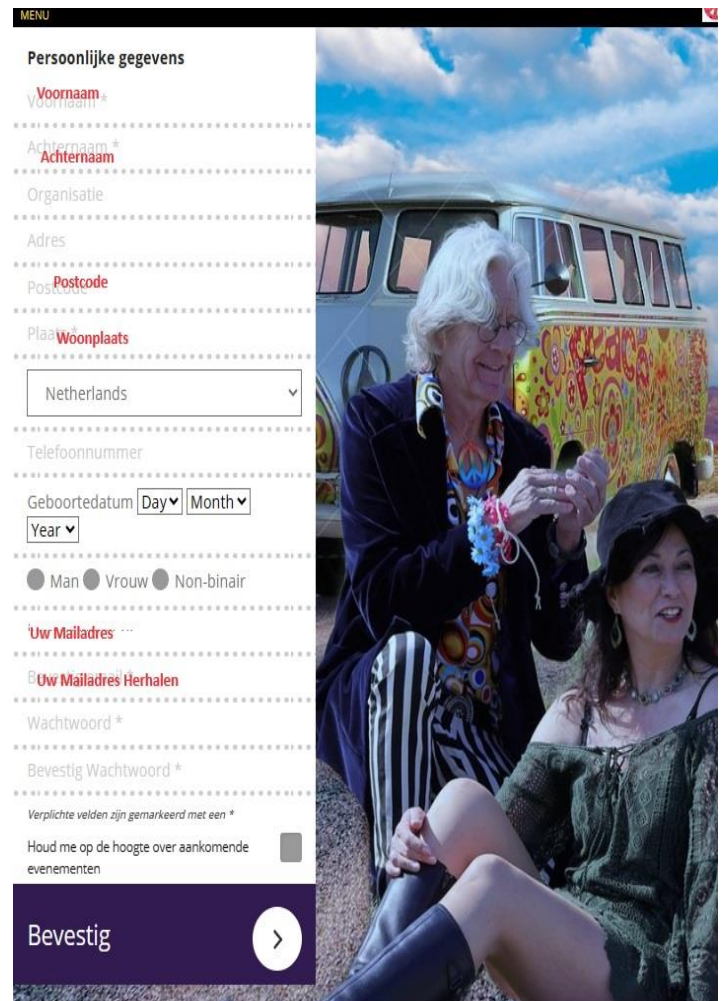 MENU
Persoonlijke gegevens
Voornaam *
Voornaam
Achternaam *
Achternaam
Organisatie
Adres
Postcode
Postcode
Plaats *
Woonplaats
Netherlands
Telefoonnummer
Geboortedatum Day Month
Year
Man Vrouw Non-binair
Uw Mailadres
Uw Mailadres Herhalen
Wachtwoord *
Bevestig Wachtwoord *
Verplichte velden zijn gemarkeerd met een *
Houd me op de hoogte over aankomende
evenementen
Bevestig
peace